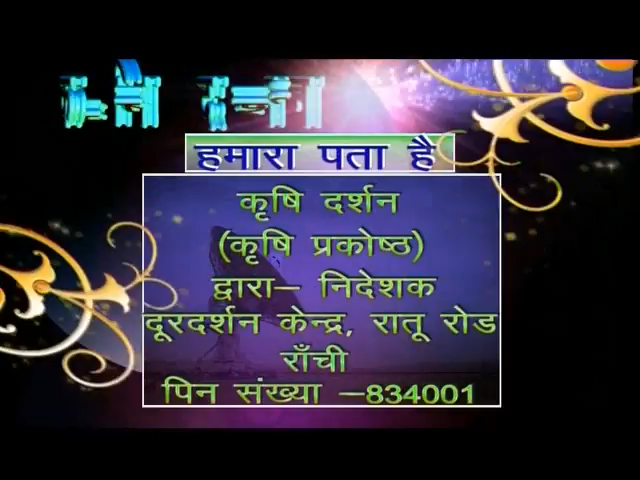 हमारा पता है
कृषि दर्शन
(कृषि प्रकोष्ठ)
द्वारा– निदेशक
दूरदर्शन केन्द्र, रातू रोड
राँची
पिन संख्या –834001